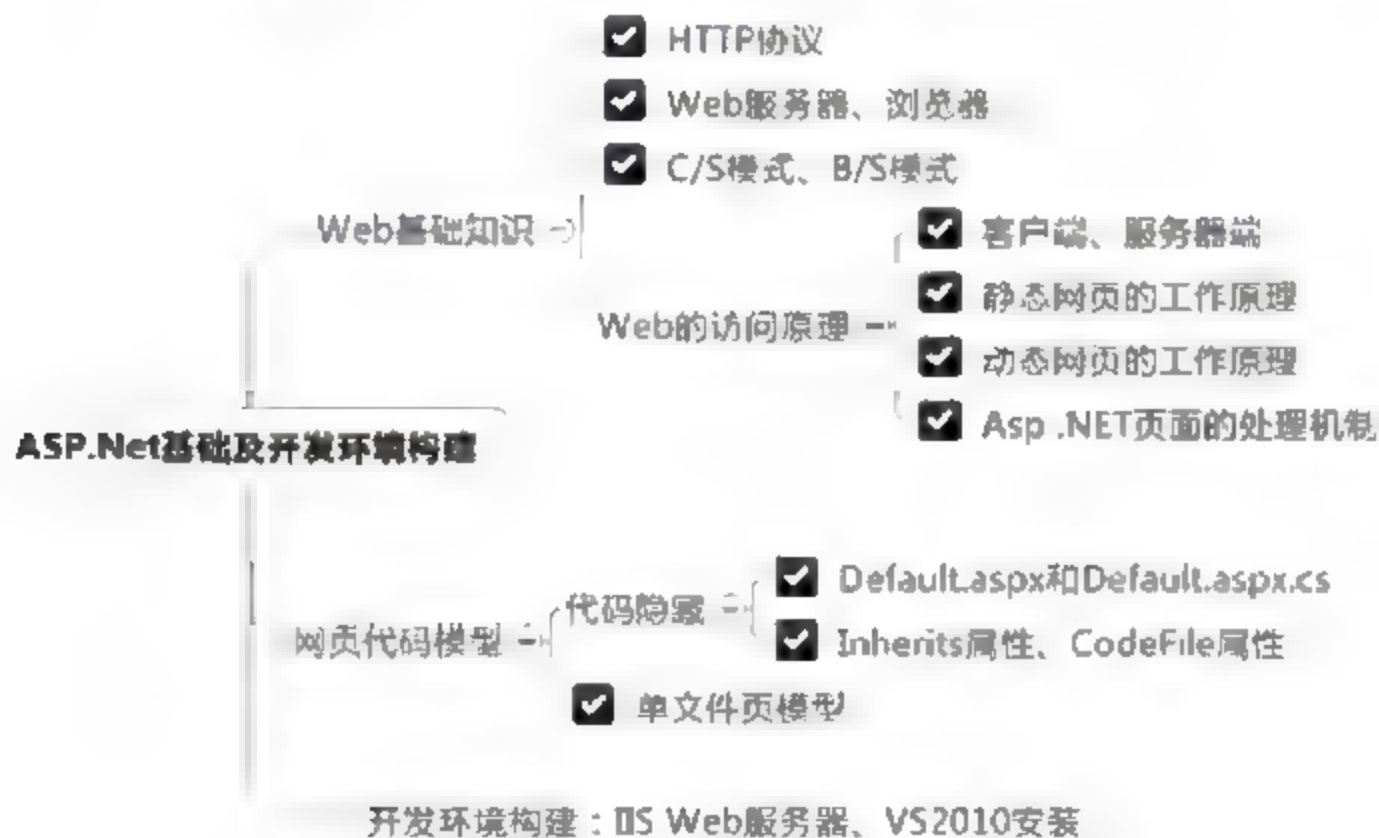 HTTP协议
Web服务器、浏览器
C/S模式、B/S模式
Web基础知识
客户端、服务器端
静态网页的工作原理
Web的访问原理
动态网页的工作原理
Asp .NET页面的处理机制
ASP.Net基础及开发环境构建
Default.aspx和Default.aspx.cs
代码隐藏
网页代码模型
Inherits属性、CodeFile属性
单文件页模型
开发环境构建：IIS Web服务器、VS2010安装